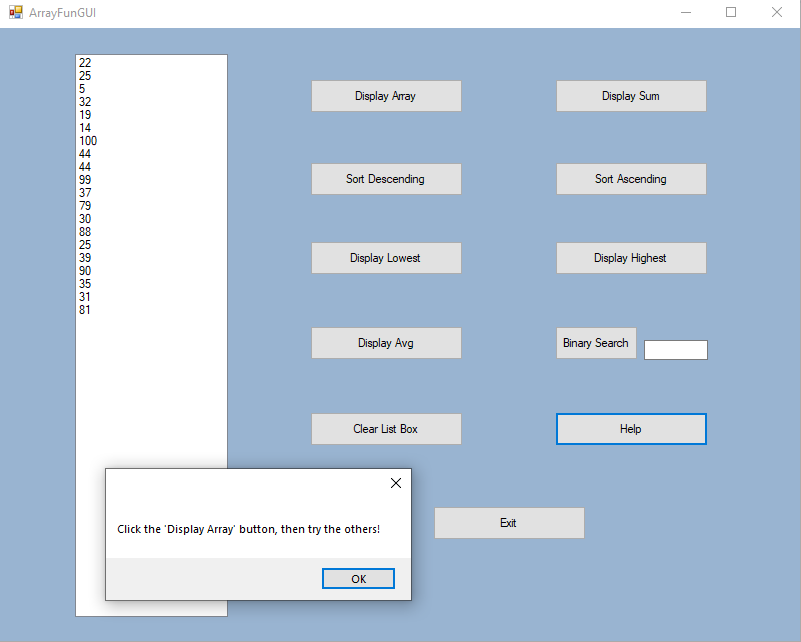 ArrayFunGUI
22
25
5
32
19
14
100
44
44
99
37
79
30
88
25
39
90
35
31
81
Display Array
Display Sum
Sort Descending
Sort Ascending
Display Lowest
Display Highest
Display Avg
Binary Search
Clear List Box
Help
Click the 'Display Array' button, then try the others!
OK
Exit